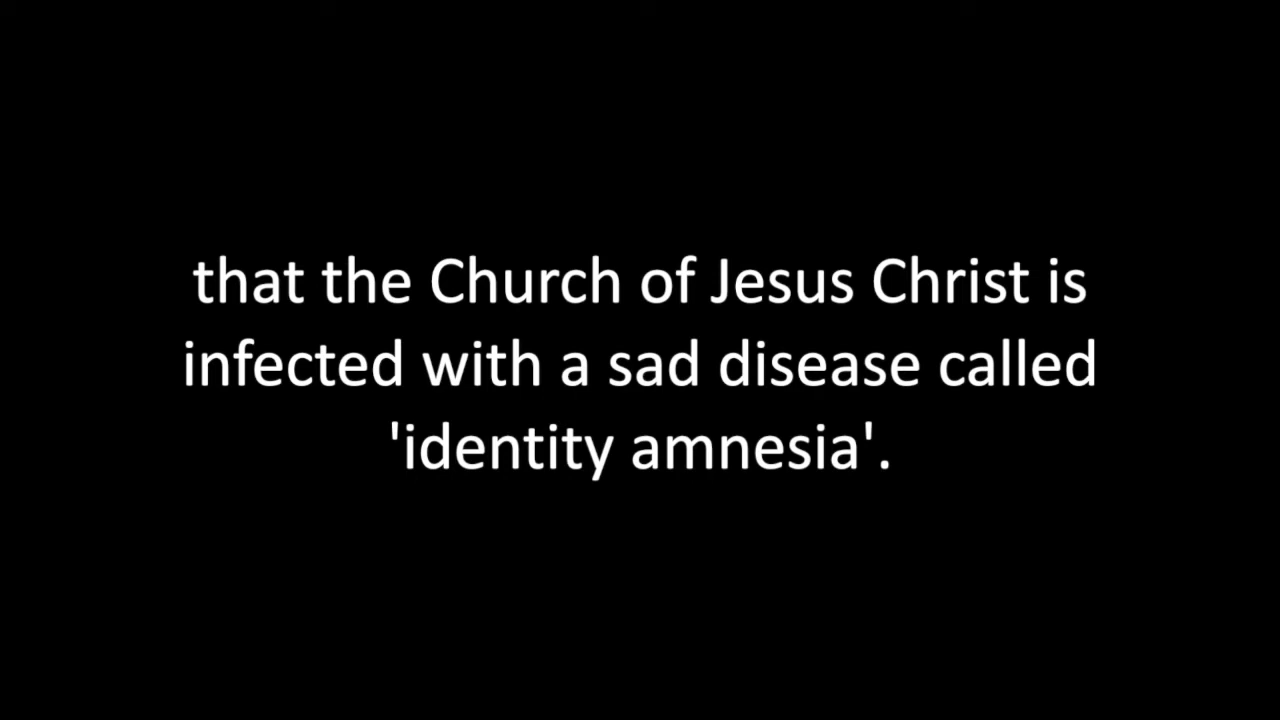 that the Church of Jesus Christ is
infected with a sad disease called
'identity amnesia'.